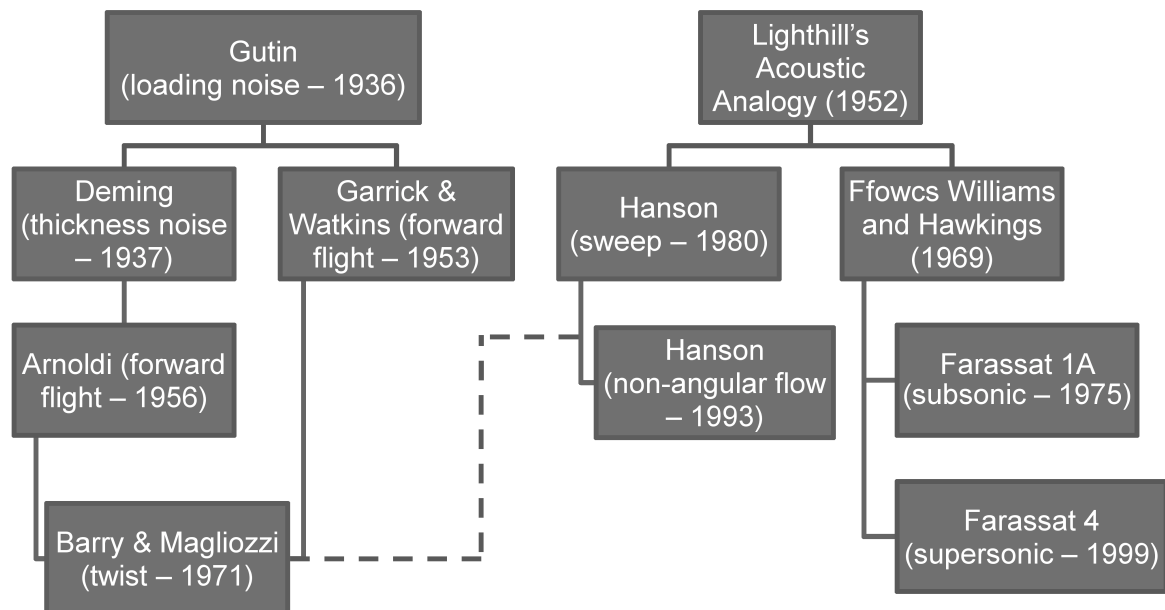 Gutin
(loading noise – 1936)
Lighthill’s
Acoustic
Analogy (1952)
Deming
(thickness noise
– 1937)
Garrick &
Watkins (forward
flight – 1953)
Hanson
(sweep – 1980)
Ffowcs Williams
and Hawkings
(1969)
Arnoldi (forward
flight – 1956)
Hanson
(non-angular flow
– 1993)
Farassat 1A
(subsonic – 1975)
Barry & Magliozzi
(twist – 1971)
Farassat 4
(supersonic – 1999)